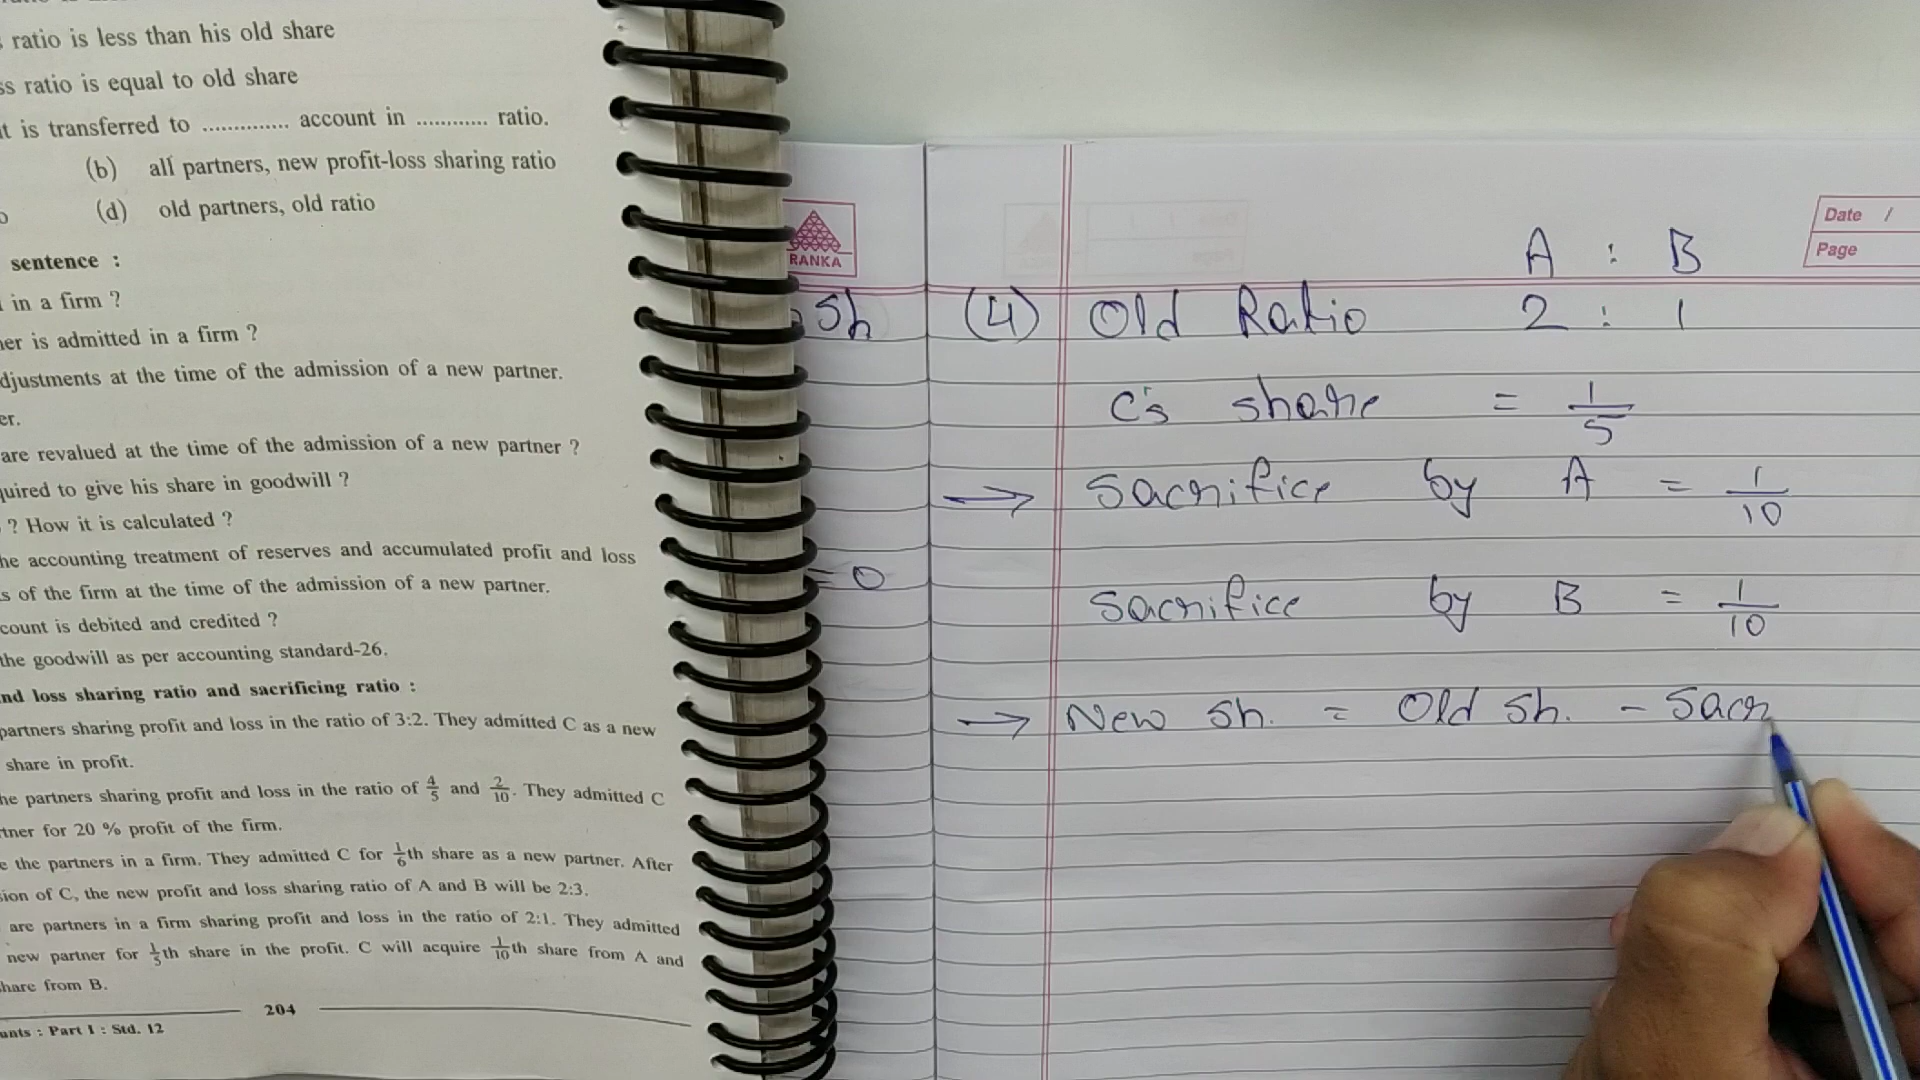 ratio is less than his old share
ss ratio is equal to old share
it is transferred to .............. account in ............ ratio.
(b) all partners, new profit-loss sharing ratio
(d) old partners, old ratio
sentence :
in a firm ?
ner is admitted in a firm ?
djustments at the time of the admission of a new partner.
er.
are revalued at the time of the admission of a new partner ?
quired to give his share in goodwill ?
? How it is calculated ?
he accounting treatment of reserves and accumulated profit and loss
s of the firm at the time of the admission of a new partner.
count is debited and credited ?
the goodwill as per accounting standard-26.
nd loss sharing ratio and sacrificing ratio :
partners sharing profit and loss in the ratio of 3:2. They admitted C as a new
share in profit.
he partners sharing profit and loss in the ratio of 4/5 and 2/10. They admitted C
rtner for 20 % profit of the firm.
e the partners in a firm. They admitted C for 1/6th share as a new partner. After
sion of C, the new profit and loss sharing ratio of A and B will be 2:3.
are partners in a firm sharing profit and loss in the ratio of 2:1. They admitted
new partner for 1/5th share in the profit. C will acquire 1/10th share from A and
hare from B.
204
unts : Part 1 : Std. 12
RANKA
Date /
Page
A : B
Sh (4) Old Ratio 2 : 1
C's share = 1/5
→ Sacrifice by A = 1/10
= 0
Sacrifice by B = 1/10
→ New Sh. = Old Sh. - Sacr